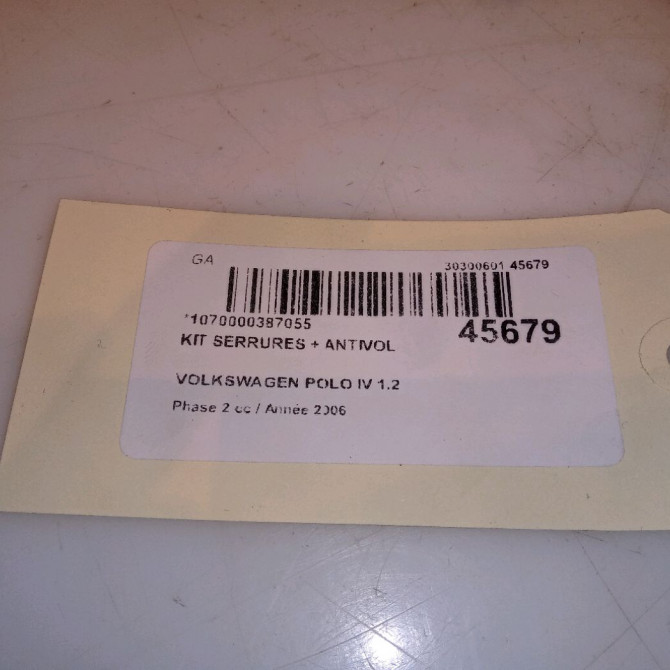 GA
30300601 45679
*1070000387055
45679
KIT SERRURES + ANTIVOL
VOLKSWAGEN POLO IV 1.2
Phase 2 cc / Année 2006